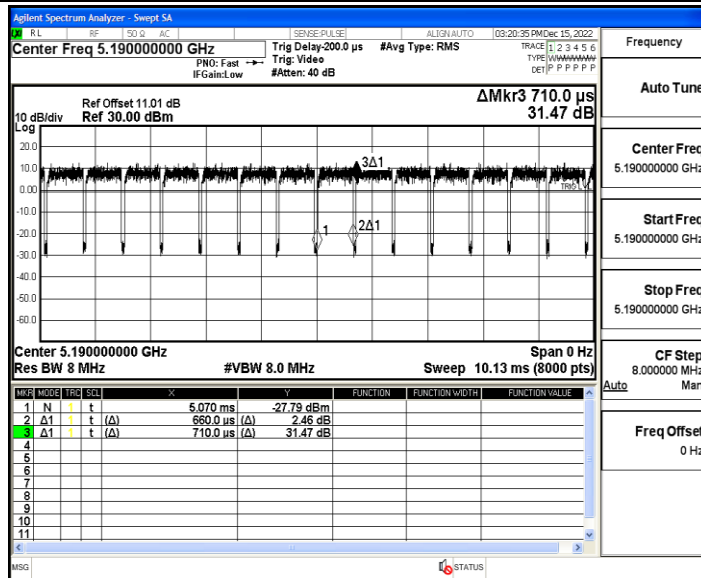 Agilent Spectrum Analyzer - Swept SA
RL RF 50 Ω AC SENSE:PULSE ALIGN AUTO 03:20:35 PM Dec 15, 2022
Center Freq 5.190000000 GHz
PNO: Fast
IFGain:Low
Trig Delay-200.0 µs
Trig: Video
#Atten: 40 dB
#Avg Type: RMS
TRACE 1 2 3 4 5 6
TYPE WWWWWW
DET P P P P P P
Ref Offset 11.01 dB
10 dB/div Ref 30.00 dBm
ΔMkr3 710.0 µs
31.47 dB
Log
20.0
10.0
0.00
-10.0
-20.0
-30.0
-40.0
-50.0
-60.0
3Δ1
TRIG LVL
1
2Δ1
Center 5.190000000 GHz Span 0 Hz
Res BW 8 MHz #VBW 8.0 MHz Sweep 10.13 ms (8000 pts)
MKR MODE TRC SCL X Y FUNCTION FUNCTION WIDTH FUNCTION VALUE
1 N 1 t 5.070 ms -27.79 dBm
2 Δ1 1 t (Δ) 660.0 µs (Δ) 2.46 dB
3 Δ1 1 t (Δ) 710.0 µs (Δ) 31.47 dB
4
5
6
7
8
9
10
11
MSG STATUS
Frequency
Auto Tune
Center Freq
5.190000000 GHz
Start Freq
5.190000000 GHz
Stop Freq
5.190000000 GHz
CF Step
8.000000 MHz
Auto Man
Freq Offset
0 Hz